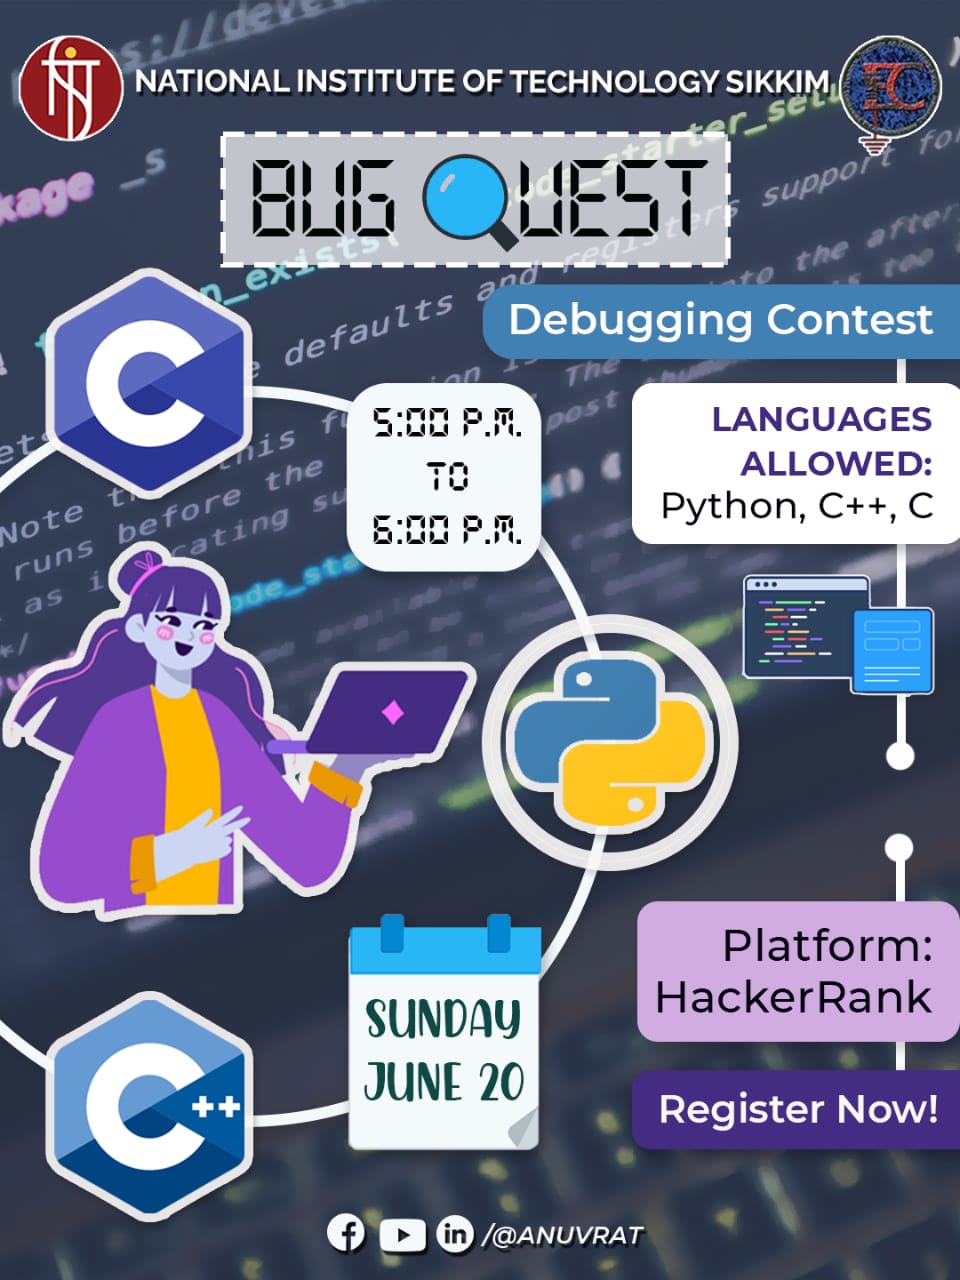 NATIONAL INSTITUTE OF TECHNOLOGY SIKKIM
BUG QUEST
Debugging Contest
5:00 P.M.
TO
6:00 P.M.
LANGUAGES
ALLOWED:
Python, C++, C
C
C++
SUNDAY
JUNE 20
Platform:
HackerRank
Register Now!
/@ANUVRAT